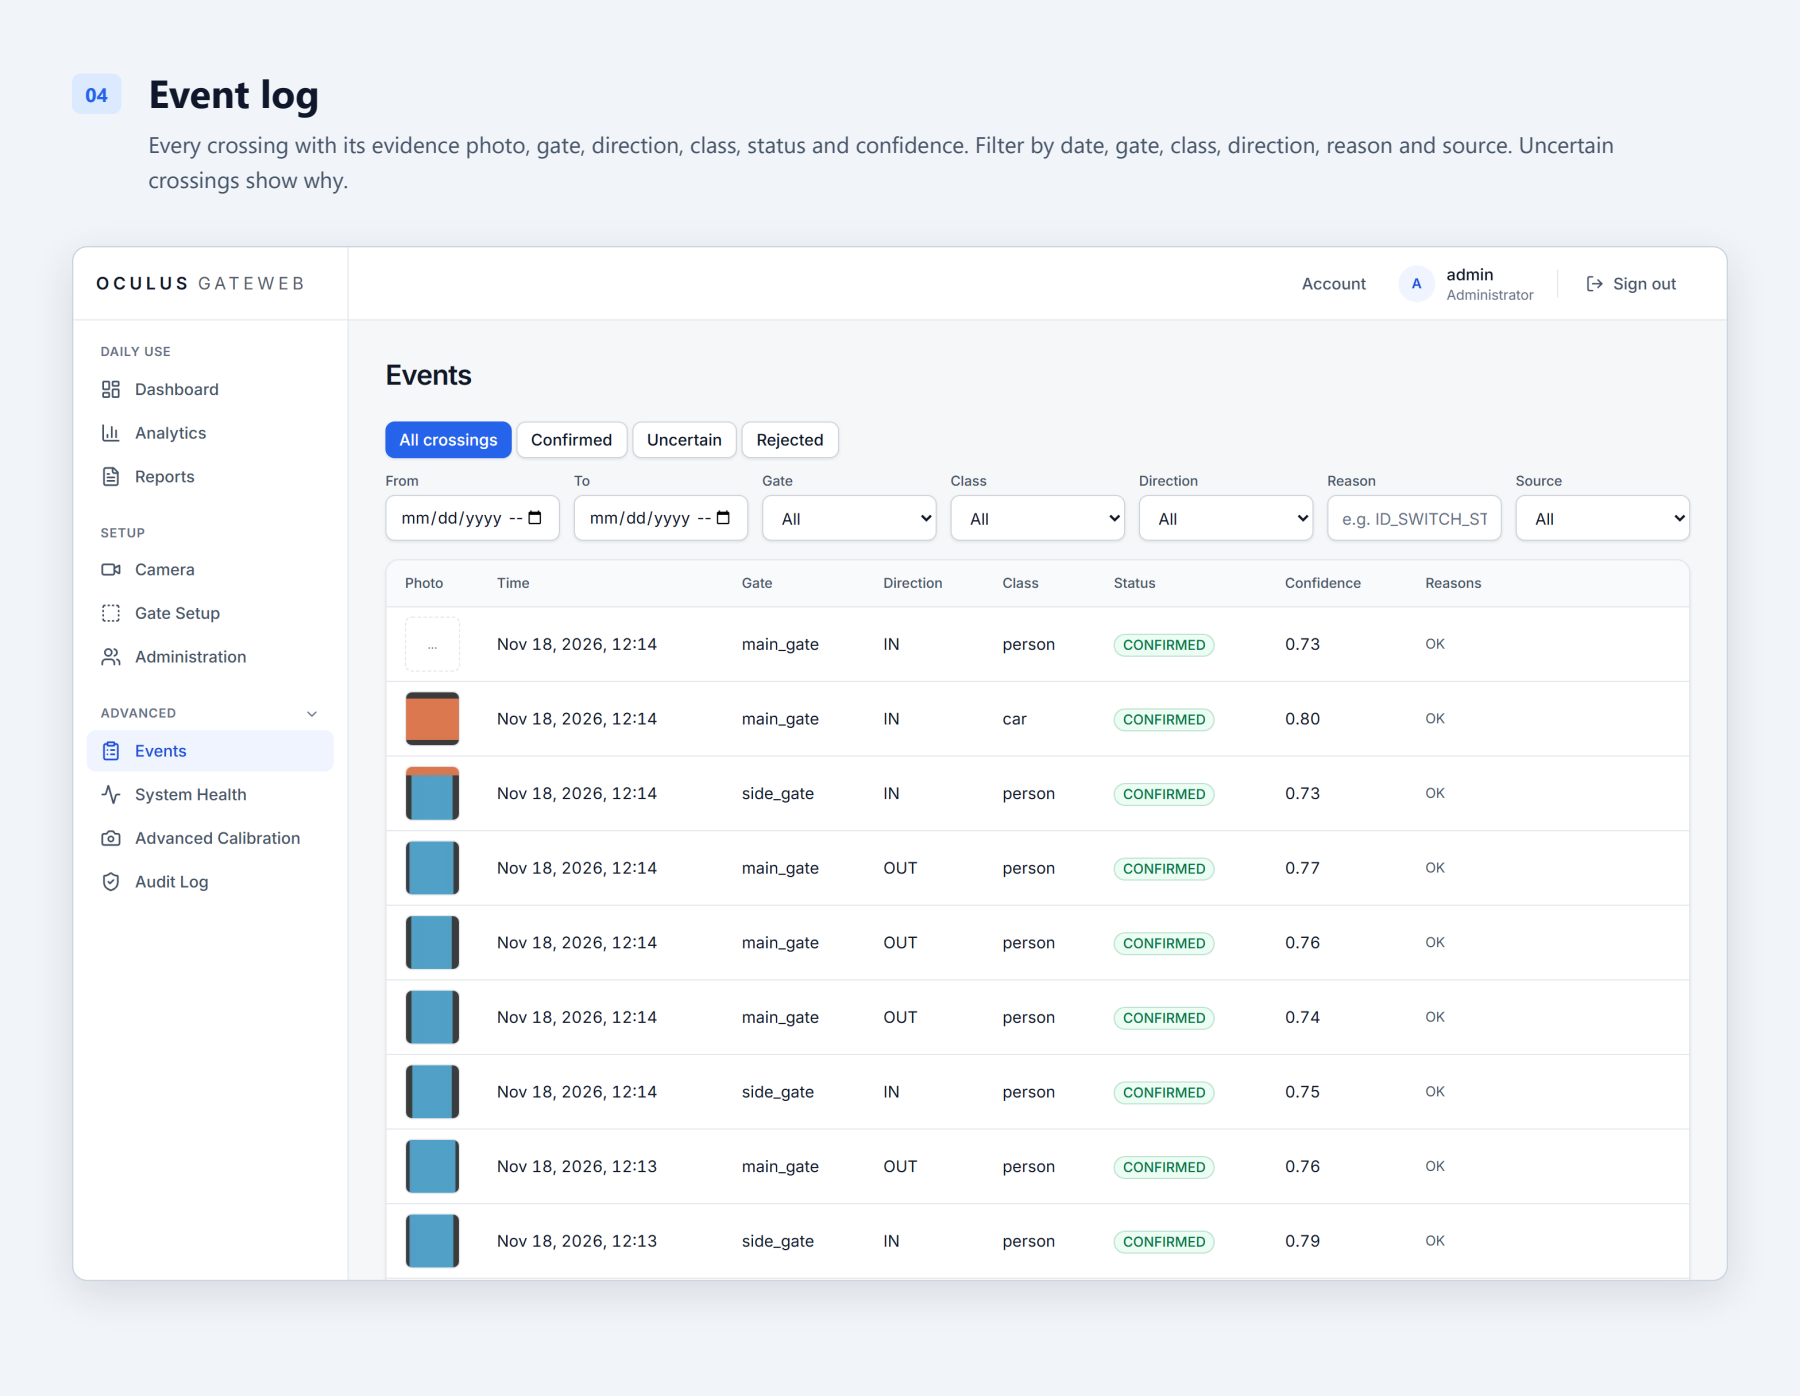 04
Event log
Every crossing with its evidence photo, gate, direction, class, status and confidence. Filter by date, gate, class, direction, reason and source. Uncertain
crossings show why.
OCULUS GATEWEB
Account
A
admin
Administrator
Sign out
DAILY USE
Dashboard
Analytics
Reports
SETUP
Camera
Gate Setup
Administration
ADVANCED
Events
System Health
Advanced Calibration
Audit Log
Events
All crossings Confirmed Uncertain Rejected
From To Gate Class Direction Reason Source
mm/dd/yyyy -- mm/dd/yyyy -- All All All e.g. ID_SWITCH_ST All
Photo Time Gate Direction Class Status Confidence Reasons
... Nov 18, 2026, 12:14 main_gate IN person CONFIRMED 0.73 OK
Nov 18, 2026, 12:14 main_gate IN car CONFIRMED 0.80 OK
Nov 18, 2026, 12:14 side_gate IN person CONFIRMED 0.73 OK
Nov 18, 2026, 12:14 main_gate OUT person CONFIRMED 0.77 OK
Nov 18, 2026, 12:14 main_gate OUT person CONFIRMED 0.76 OK
Nov 18, 2026, 12:14 main_gate OUT person CONFIRMED 0.74 OK
Nov 18, 2026, 12:14 side_gate IN person CONFIRMED 0.75 OK
Nov 18, 2026, 12:13 main_gate OUT person CONFIRMED 0.76 OK
Nov 18, 2026, 12:13 side_gate IN person CONFIRMED 0.79 OK